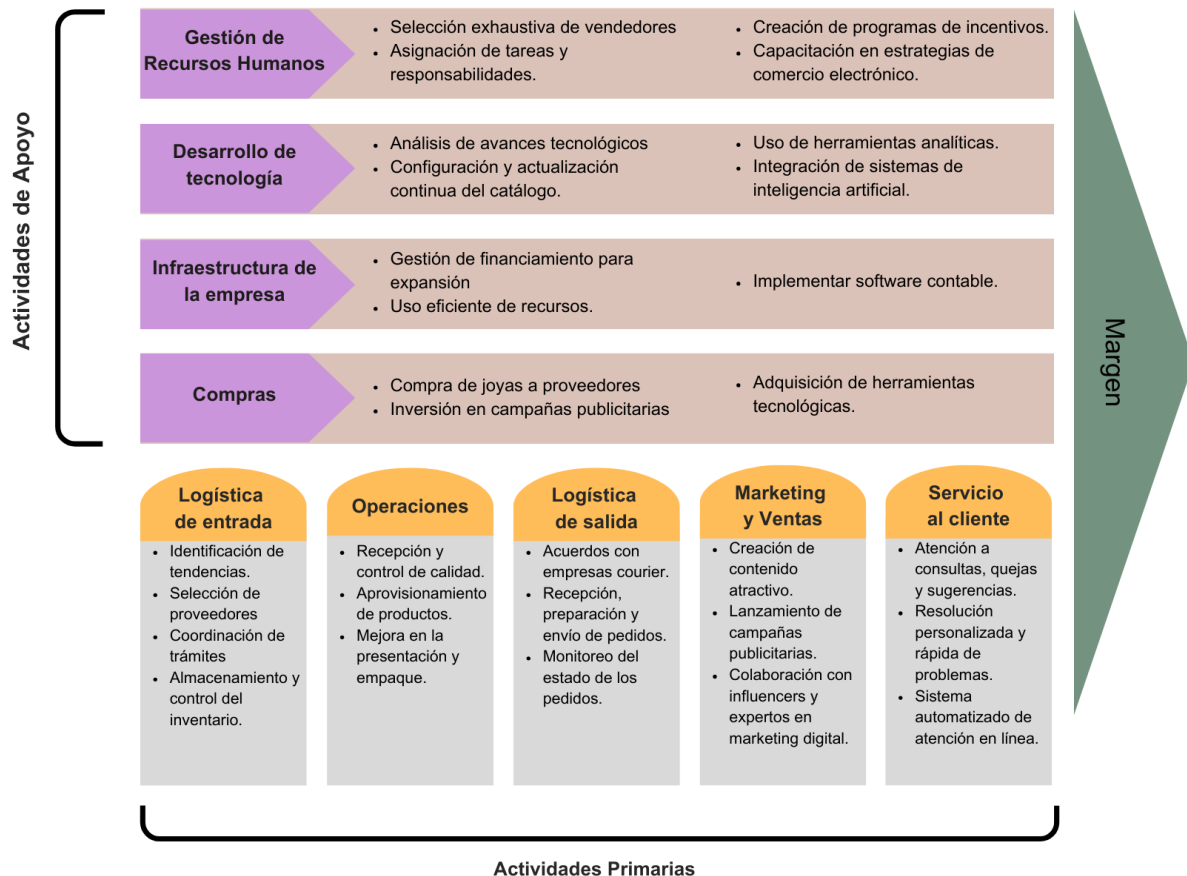 Actividades de Apoyo
Gestión de
Recursos Humanos
• Selección exhaustiva de vendedores
• Asignación de tareas y
responsabilidades.
• Creación de programas de incentivos.
• Capacitación en estrategias de
comercio electrónico.
Desarrollo de
tecnología
• Análisis de avances tecnológicos
• Configuración y actualización
continua del catálogo.
• Uso de herramientas analíticas.
• Integración de sistemas de
inteligencia artificial.
Infraestructura de
la empresa
• Gestión de financiamiento para
expansión
• Uso eficiente de recursos.
• Implementar software contable.
Compras
• Compra de joyas a proveedores
• Inversión en campañas publicitarias
• Adquisición de herramientas
tecnológicas.
Margen
Logística
de entrada
• Identificación de
tendencias.
• Selección de
proveedores
• Coordinación de
trámites
• Almacenamiento y
control del
inventario.
Operaciones
• Recepción y
control de calidad.
• Aprovisionamiento
de productos.
• Mejora en la
presentación y
empaque.
Logística
de salida
• Acuerdos con
empresas courier.
• Recepción,
preparación y
envío de pedidos.
• Monitoreo del
estado de los
pedidos.
Marketing
y Ventas
• Creación de
contenido
atractivo.
• Lanzamiento de
campañas
publicitarias.
• Colaboración con
influencers y
expertos en
marketing digital.
Servicio
al cliente
• Atención a
consultas, quejas
y sugerencias.
• Resolución
personalizada y
rápida de
problemas.
• Sistema
automatizado de
atención en línea.
Actividades Primarias